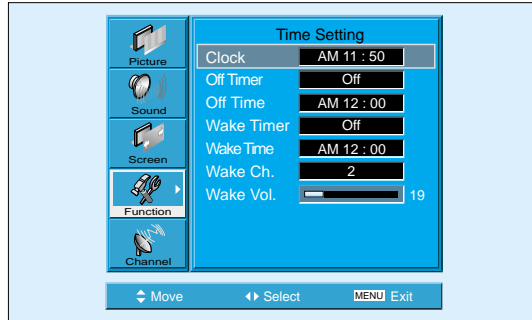 Picture
Sound
Screen
Function
Channel
Time Setting
Clock AM 11 : 50
Off Timer Off
Off Time AM 12 : 00
Wake Timer Off
Wake Time AM 12 : 00
Wake Ch. 2
Wake Vol. 19
Move Select MENU Exit